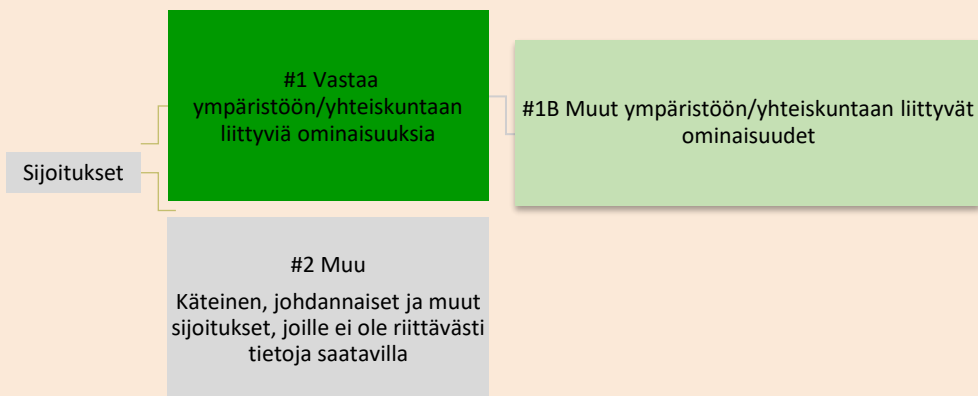 Sijoitukset
#1 Vastaa
ympäristöön/yhteiskuntaan
liittyviä ominaisuuksia
#1B Muut ympäristöön/yhteiskuntaan liittyvät
ominaisuudet
#2 Muu
Käteinen, johdannaiset ja muut
sijoitukset, joille ei ole riittävästi
tietoja saatavilla